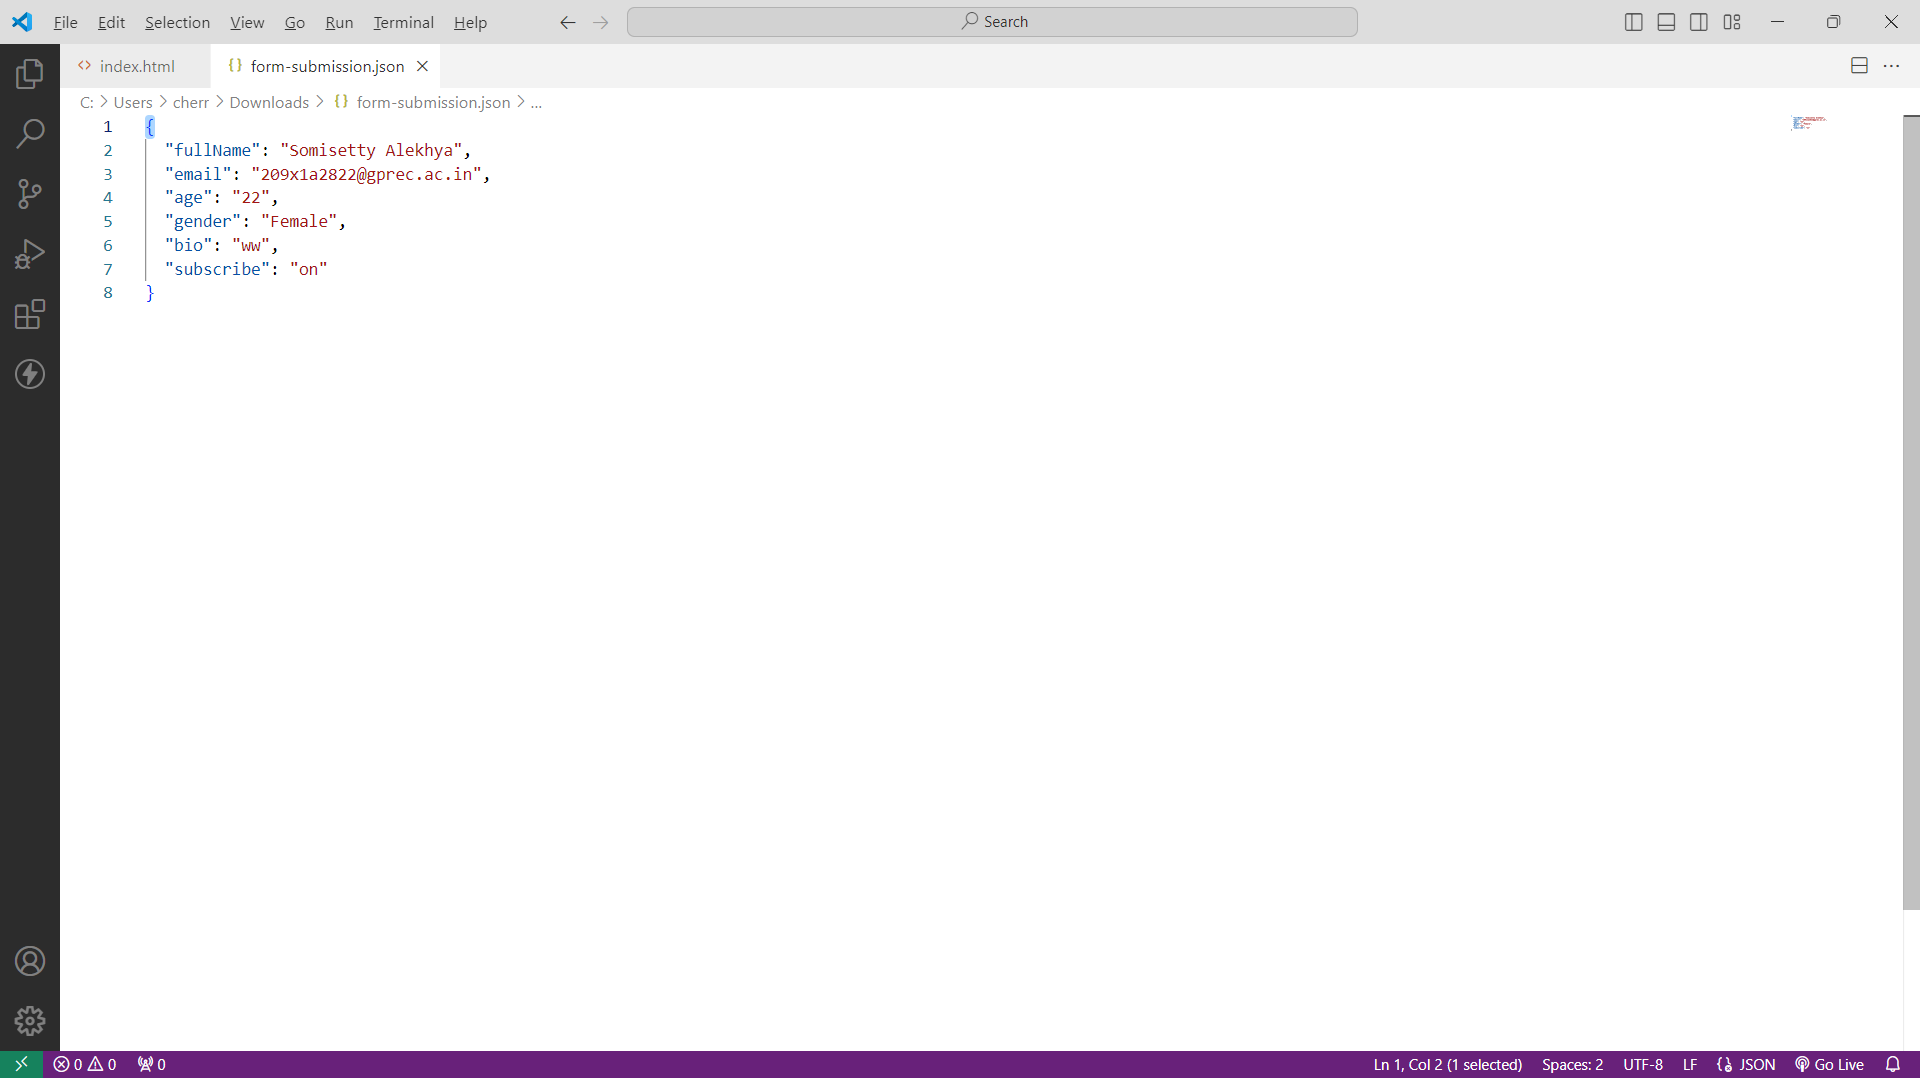 File Edit Selection View Go Run Terminal Help Search
index.html form-submission.json
C: > Users > cherr > Downloads > {} form-submission.json > ...
1 {
2 "fullName": "Somisetty Alekhya",
3 "email": "209x1a2822@gprec.ac.in",
4 "age": "22",
5 "gender": "Female",
6 "bio": "ww",
7 "subscribe": "on"
8 }
0 0 0 Ln 1, Col 2 (1 selected) Spaces: 2 UTF-8 LF JSON Go Live